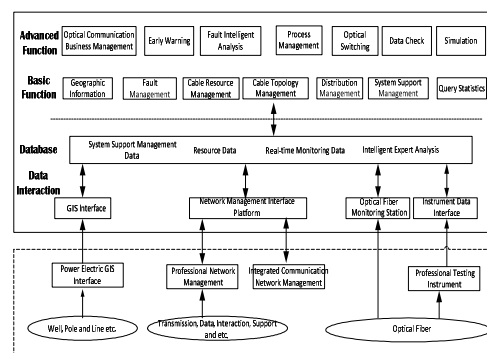 Advanced Function
Optical Communication Business Management
Early Warning
Fault Intelligent Analysis
Process Management
Optical Switching
Data Check
Simulation
Basic Function
Geographic Information
Fault Management
Cable Resource Management
Cable Topology Management
Distribution Management
System Support Management
Query Statistics
Database
System Support Management Data
Resource Data
Real-time Monitoring Data
Intelligent Expert Analysis
Data Interaction
GIS Interface
Network Management Interface Platform
Optical Fiber Monitoring Station
Instrument Data Interface
Power Electric GIS Interface
Professional Network Management
Integrated Communication Network Management
Professional Testing Instrument
Well, Pole and Line etc.
Transmission, Data, Interaction, Support and etc.
Optical Fiber